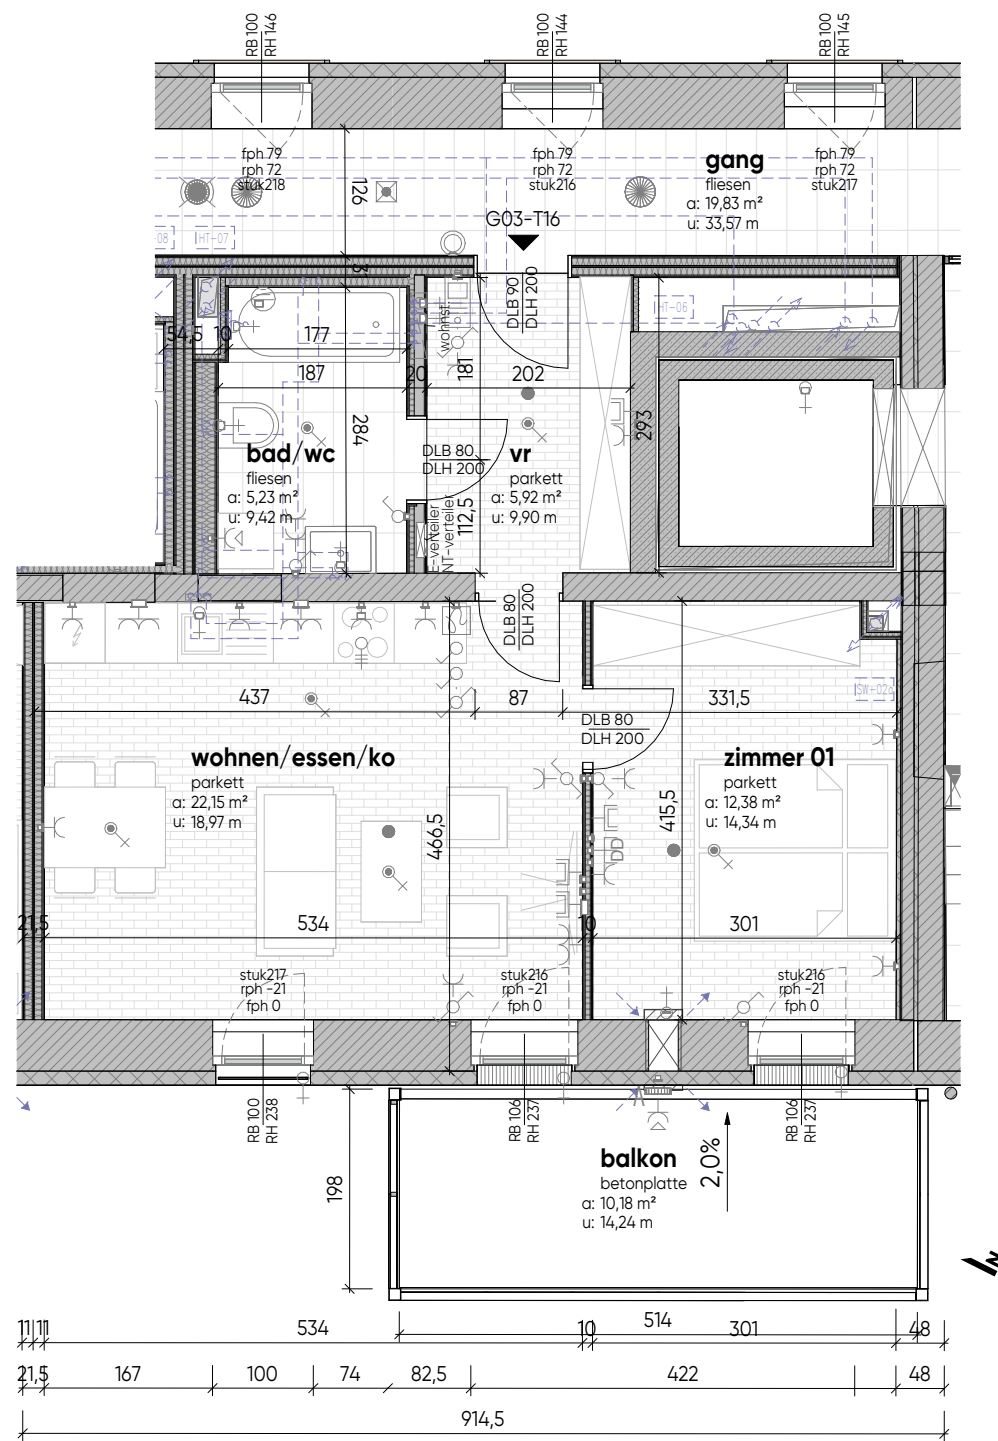 RB 100
RH 146
RB 100
RH 144
RB 100
RH 145
fph 79
rph 72
stuk218
fph 79
rph 72
stuk216
fph 79
rph 72
stuk217
gang
fliesen
a: 19,83 m²
u: 33,57 m
126
G03-T16
-08
HT-07
HT-06
DLB 90
DLH 200
wohnst.
54,5
10
177
187
20
181
202
293
284
bad/wc
fliesen
a: 5,23 m²
u: 9,42 m
DLB 80
DLH 200
vr
parkett
a: 5,92 m²
u: 9,90 m
112,5
NT-verteiler
DLB 80
DLH 200
SW-02a
437
87
331,5
DLB 80
DLH 200
wohnen/essen/ko
parkett
a: 22,15 m²
u: 18,97 m
zimmer 01
parkett
a: 12,38 m²
u: 14,34 m
466,5
415,5
21,5
534
10
301
stuk217
rph -21
fph 0
stuk216
rph -21
fph 0
stuk216
rph -21
fph 0
RB 100
RH 238
RB 106
RH 237
RB 106
RH 237
balkon
betonplatte
a: 10,18 m²
u: 14,24 m
2,0%
198
N
514
11
11
534
10
301
48
21,5
167
100
74
82,5
422
48
914,5